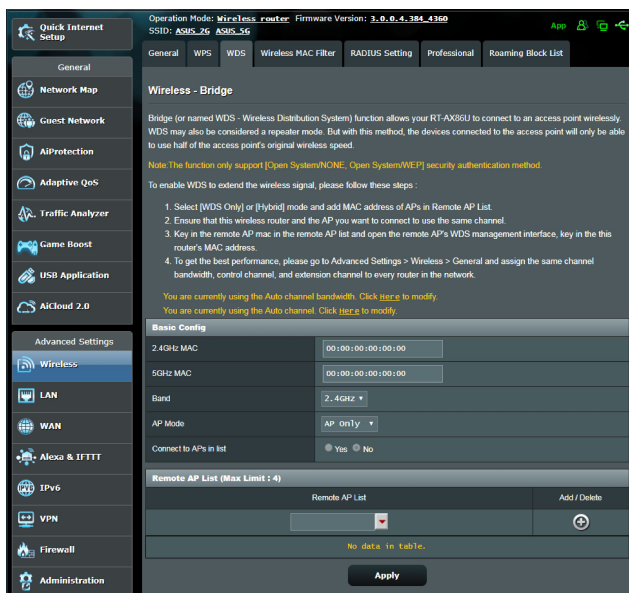 Quick Internet
Setup
General
Network Map
Guest Network
AiProtection
Adaptive QoS
Traffic Analyzer
Game Boost
USB Application
AiCloud 2.0
Advanced Settings
Wireless
LAN
WAN
Alexa & IFTTT
IPv6
VPN
Firewall
Administration
Operation Mode: Wireless router Firmware Version: 3.0.0.4.384_4360
SSID: ASUS_2G ASUS_5G
App
General WPS WDS Wireless MAC Filter RADIUS Setting Professional Roaming Block List
Wireless - Bridge
Bridge (or named WDS - Wireless Distribution System) function allows your RT-AX86U to connect to an access point wirelessly.
WDS may also be considered a repeater mode. But with this method, the devices connected to the access point will only be able
to use half of the access point's original wireless speed.
Note:The function only support [Open System/NONE, Open System/WEP] security authentication method.
To enable WDS to extend the wireless signal, please follow these steps :
1. Select [WDS Only] or [Hybrid] mode and add MAC address of APs in Remote AP List.
2. Ensure that this wireless router and the AP you want to connect to use the same channel.
3. Key in the remote AP mac in the remote AP list and open the remote AP's WDS management interface, key in the this
router's MAC address.
4. To get the best performance, please go to Advanced Settings > Wireless > General and assign the same channel
bandwidth, control channel, and extension channel to every router in the network.
You are currently using the Auto channel bandwidth. Click Here to modify.
You are currently using the Auto channel. Click Here to modify.
Basic Config
2.4GHz MAC 00:00:00:00:00:00
5GHz MAC 00:00:00:00:00:00
Band 2.4GHz
AP Mode AP Only
Connect to APs in list Yes No
Remote AP List (Max Limit : 4)
Remote AP List Add / Delete
No data in table.
Apply